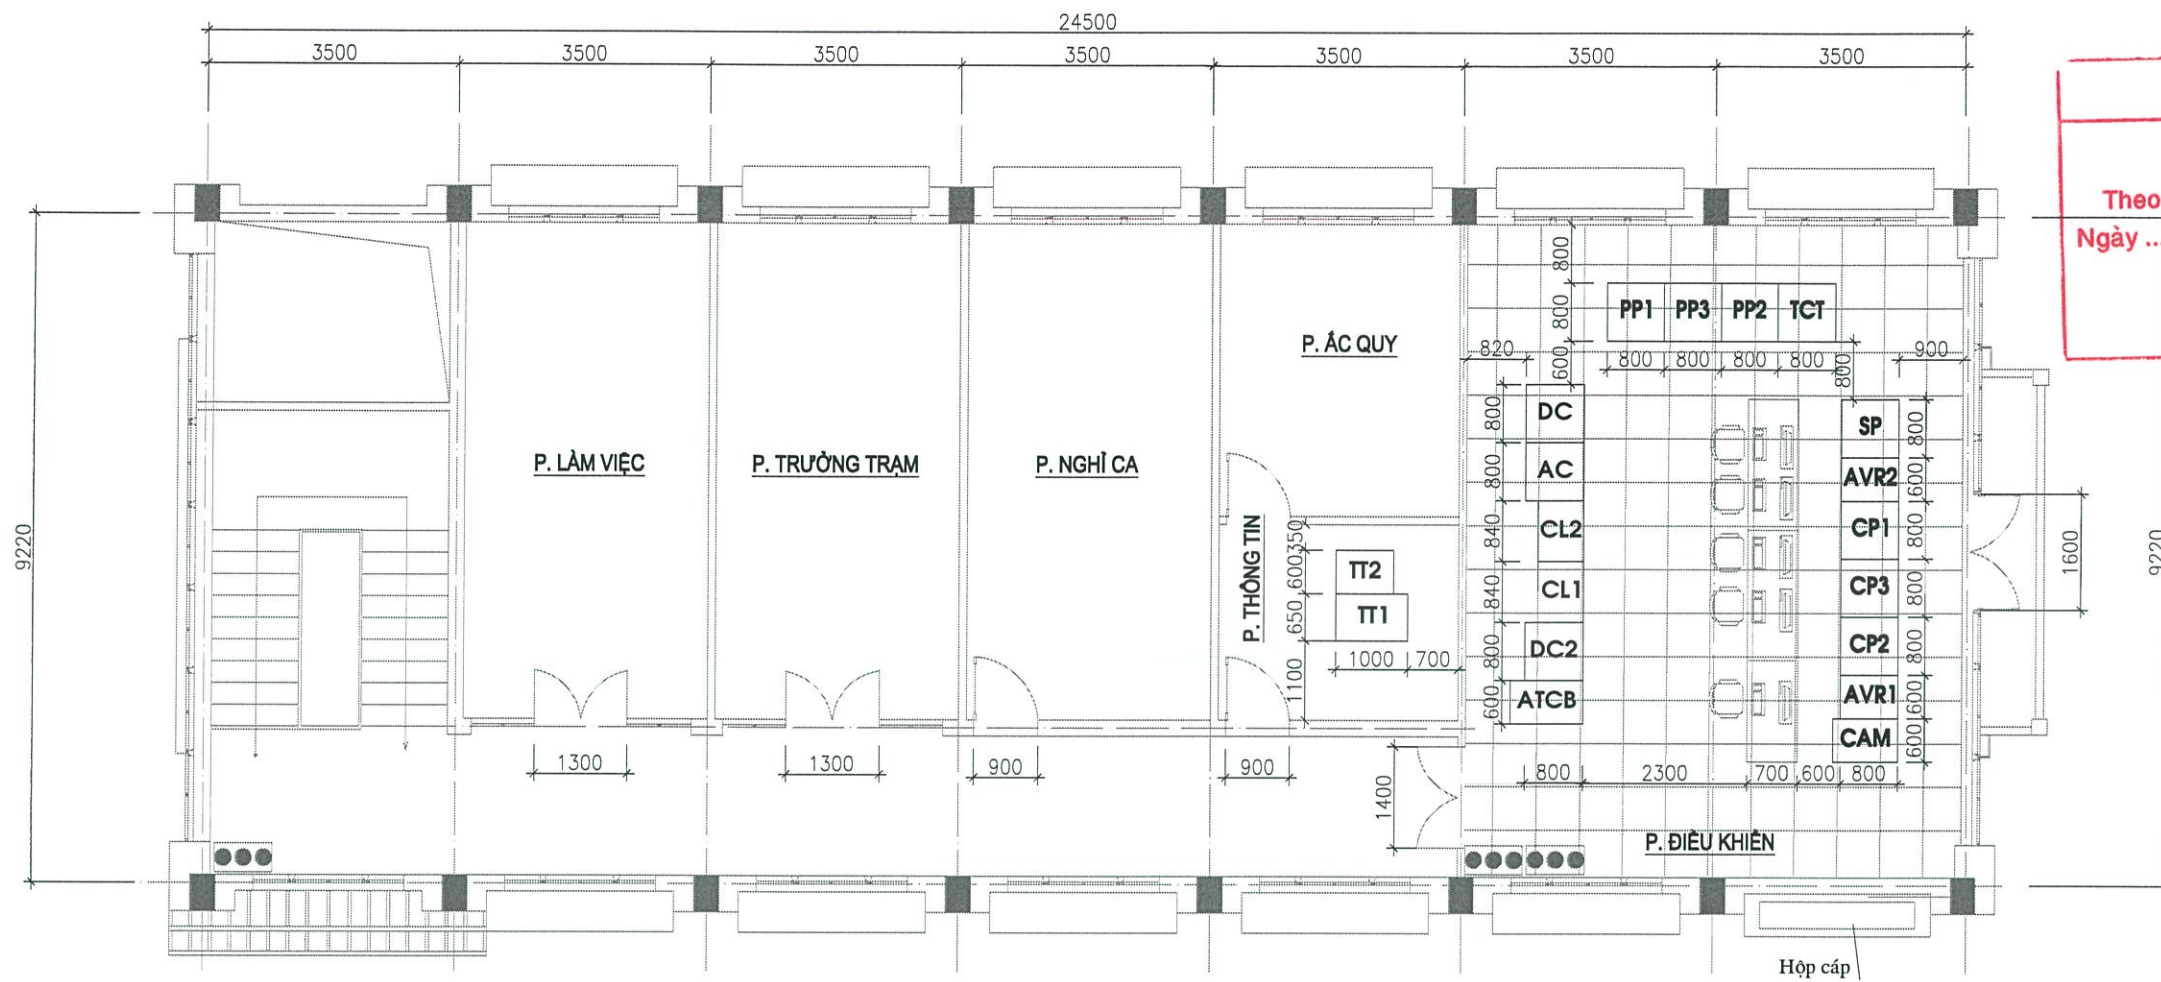 24500
3500 3500 3500 3500 3500 3500 3500
Theo
Ngày ...
9220
P. LÀM VIỆC
P. TRƯỞNG TRẠM
P. NGHỈ CA
P. ẮC QUY
P. THÔNG TIN
350
600
650
1100
TT2
TT1
1000 700
800
800
600
PP1 PP3 PP2 TCT
820
800 800 800 800
800
900
800
800
840
840
800
600
DC
AC
CL2
CL1
DC2
ATCB
SP
AVR2
CP1
CP3
CP2
AVR1
CAM
800
600
800
800
800
600
600
1600
9220
1300
1300
900
900
1400
800 2300 700 600 800
P. ĐIỀU KHIỂN
Hộp cáp